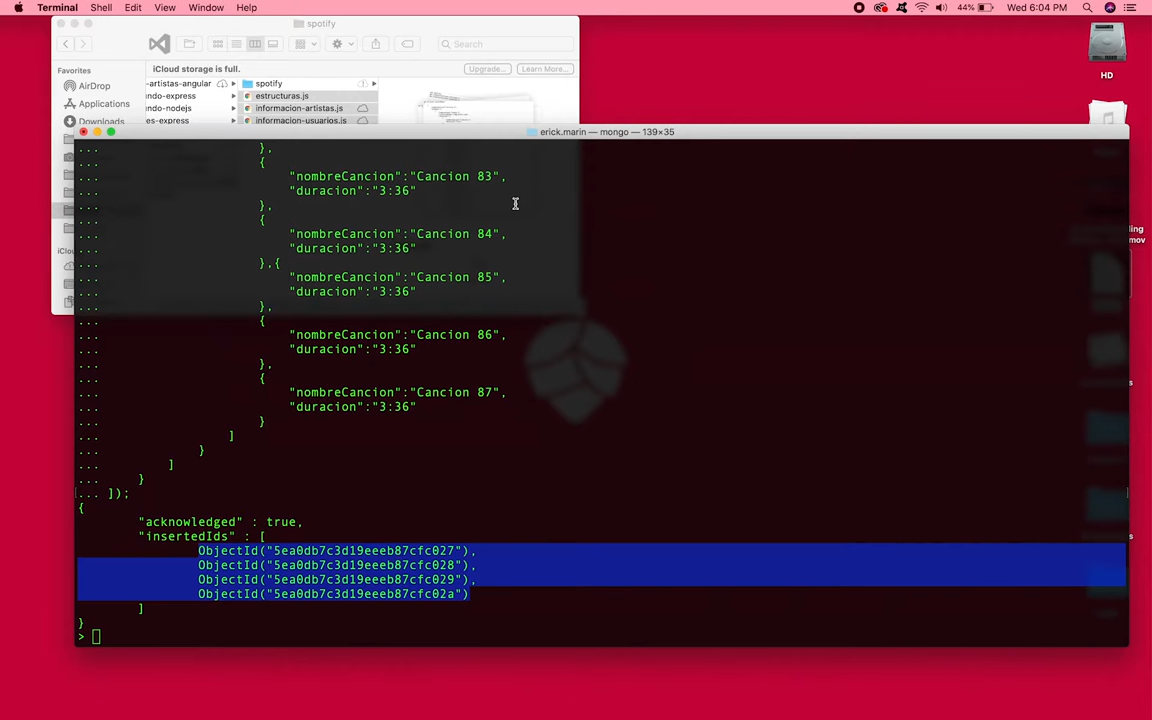 Terminal Shell Edit View Window Help 44% Wed 6:04 PM
spotify
Search
HD
Favorites
iCloud storage is full. Upgrade... Learn More...
AirDrop
-artistas-angular
spotify
ndo-express
estructuras.js
Applications
ndo-nodejs
informacion-artistas.js
Downloads
es-express
informacion-usuarios.js
erick.marin — mongo — 139×35
... },
... {
... "nombreCancion":"Cancion 83",
... "duracion":"3:36"
... },
... {
... "nombreCancion":"Cancion 84",
... "duracion":"3:36"
... },{
... "nombreCancion":"Cancion 85",
... "duracion":"3:36"
... },
... {
... "nombreCancion":"Cancion 86",
... "duracion":"3:36"
... },
... {
... "nombreCancion":"Cancion 87",
... "duracion":"3:36"
... }
... ]
... }
... ]
... }
... ]);
{
"acknowledged" : true,
"insertedIds" : [
ObjectId("5ea0db7c3d19eeeb87cfc027"),
ObjectId("5ea0db7c3d19eeeb87cfc028"),
ObjectId("5ea0db7c3d19eeeb87cfc029"),
ObjectId("5ea0db7c3d19eeeb87cfc02a")
]
}
>